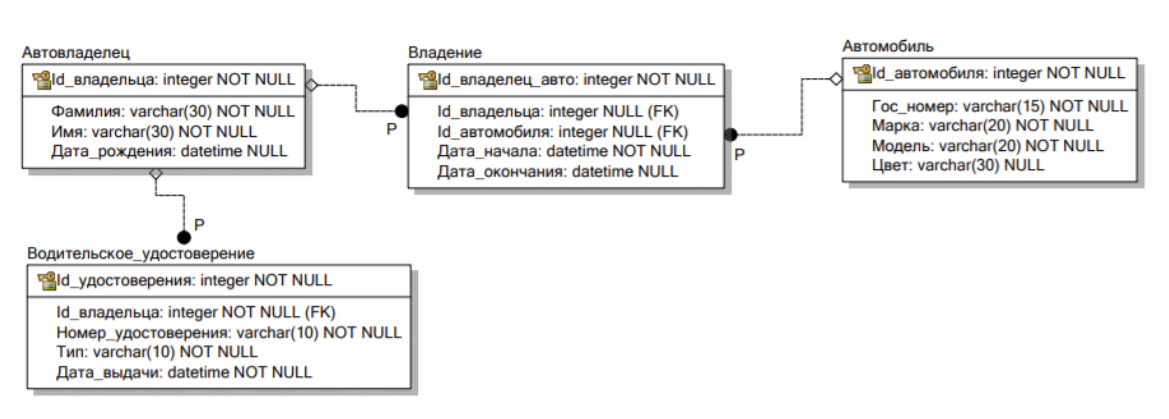 Автовладелец
Id_владельца: integer NOT NULL
Фамилия: varchar(30) NOT NULL
Имя: varchar(30) NOT NULL
Дата_рождения: datetime NULL
P
Владение
Id_владелец_авто: integer NOT NULL
Id_владельца: integer NULL (FK)
Id_автомобиля: integer NULL (FK)
Дата_начала: datetime NOT NULL
Дата_окончания: datetime NULL
P
Автомобиль
Id_автомобиля: integer NOT NULL
Гос_номер: varchar(15) NOT NULL
Марка: varchar(20) NOT NULL
Модель: varchar(20) NOT NULL
Цвет: varchar(30) NULL
P
Водительское_удостоверение
Id_удостоверения: integer NOT NULL
Id_владельца: integer NOT NULL (FK)
Номер_удостоверения: varchar(10) NOT NULL
Тип: varchar(10) NOT NULL
Дата_выдачи: datetime NOT NULL